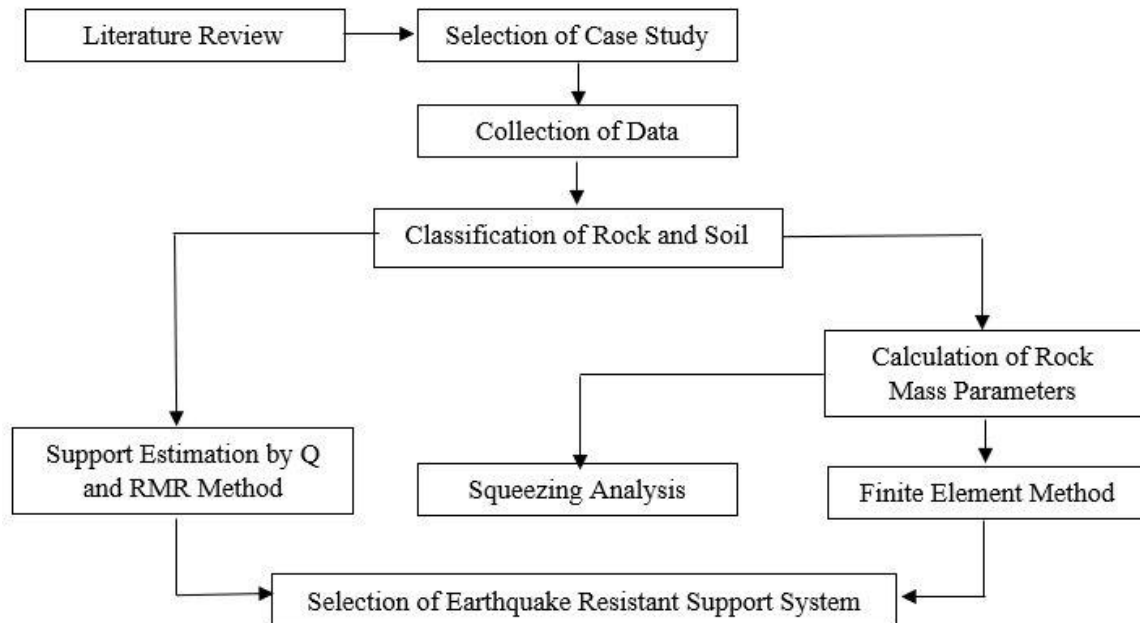 Literature Review
Selection of Case Study
Collection of Data
Classification of Rock and Soil
Calculation of Rock
Mass Parameters
Support Estimation by Q
and RMR Method
Squeezing Analysis
Finite Element Method
Selection of Earthquake Resistant Support System